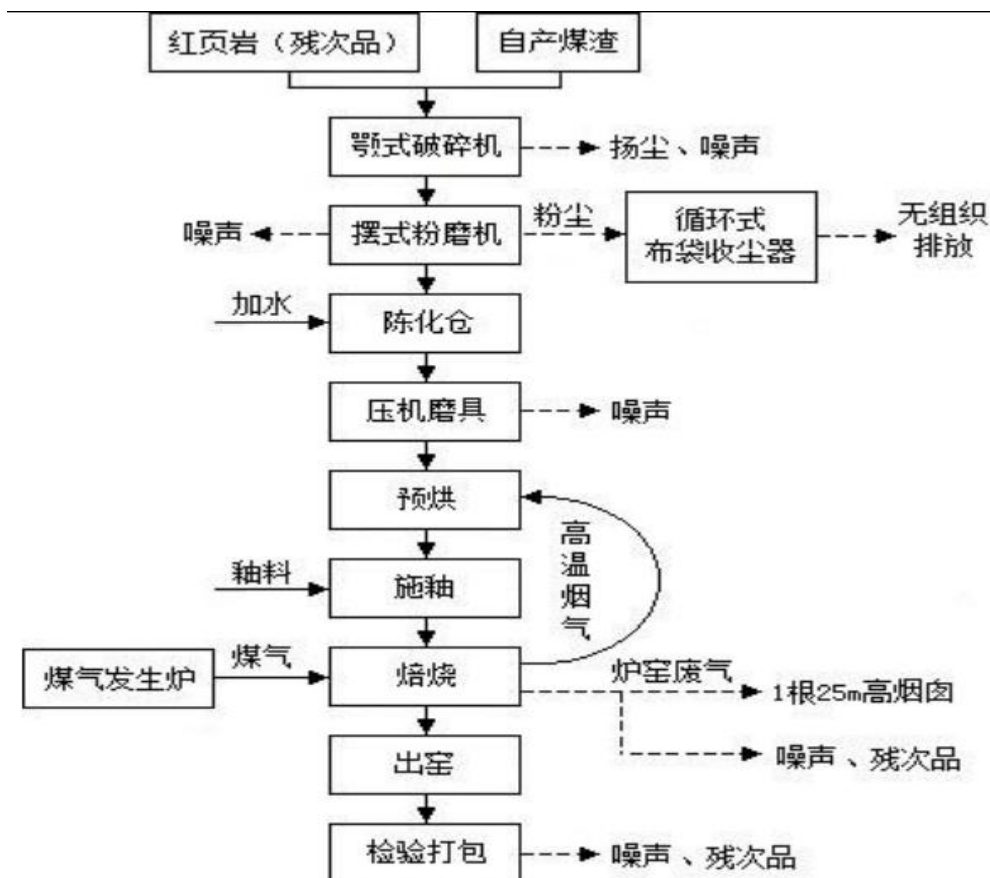 红页岩（残次品）
自产煤渣
颚式破碎机
扬尘、噪声
噪声
摆式粉磨机
粉尘
循环式
布袋收尘器
无组织
排放
加水
陈化仓
压机磨具
噪声
预烘
高温烟气
釉料
施釉
煤气发生炉
煤气
焙烧
炉窑废气
1根25m高烟囱
噪声、残次品
出窑
检验打包
噪声、残次品